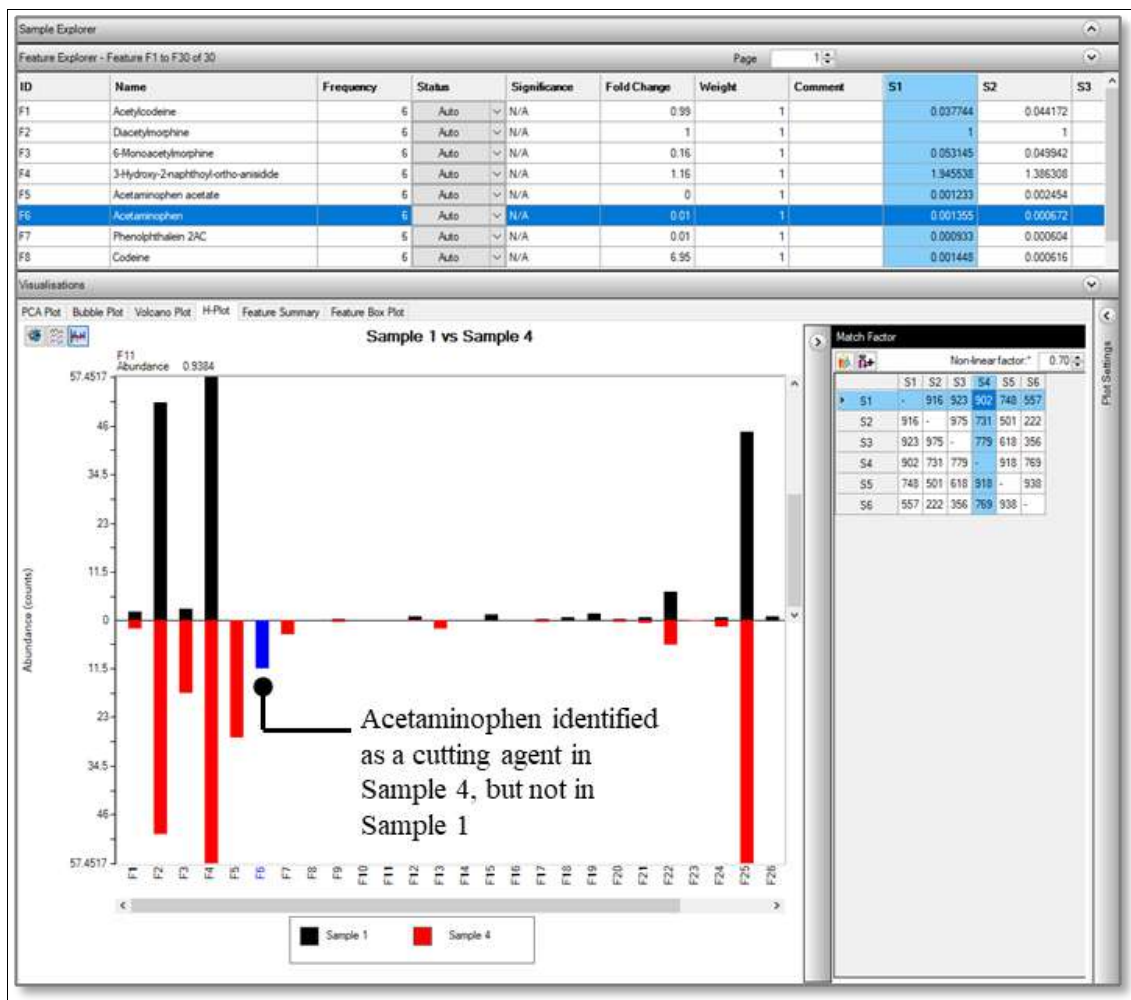 Sample Explorer
Feature Explorer - Feature F1 to F30 of 30 Page 1
ID Name Frequency Status Significance Fold Change Weight Comment S1 S2 S3
F1 Acetylcodeine 6 Auto N/A 0.99 1 0.037744 0.044172
F2 Diacetylmorphine 6 Auto N/A 1 1 1 1
F3 6-Monoacetylmorphine 6 Auto N/A 0.16 1 0.053145 0.049942
F4 3-Hydroxy-2-naphthoyl-ortho-anisidide 6 Auto N/A 1.16 1 1.945538 1.386308
F5 Acetaminophen acetate 6 Auto N/A 0 1 0.001233 0.002454
F6 Acetaminophen 6 Auto N/A 0.01 1 0.001355 0.000672
F7 Phenolphthalein 2AC 6 Auto N/A 0.01 1 0.000933 0.000604
F8 Codeine 6 Auto N/A 6.95 1 0.001448 0.000616
Visualisations
PCA Plot Bubble Plot Volcano Plot H-Plot Feature Summary Feature Box Plot
Sample 1 vs Sample 4
F11
Abundance 0.9384
57.4517
46
34.5
23
11.5
0
11.5
23
34.5
46
57.4517
Abundance (counts)
Acetaminophen identified
as a cutting agent in
Sample 4, but not in
Sample 1
F1 F2 F3 F4 F5 F6 F7 F8 F9 F10 F11 F12 F13 F14 F15 F16 F17 F18 F19 F20 F21 F22 F23 F24 F25 F26
Sample 1 Sample 4
Match Factor
Non-linear factor:* 0.70
S1 S2 S3 S4 S5 S6
S1 - 916 923 902 748 557
S2 916 - 975 731 501 222
S3 923 975 - 779 618 356
S4 902 731 779 - 918 769
S5 748 501 618 918 - 938
S6 557 222 356 769 938 -
Plot Settings